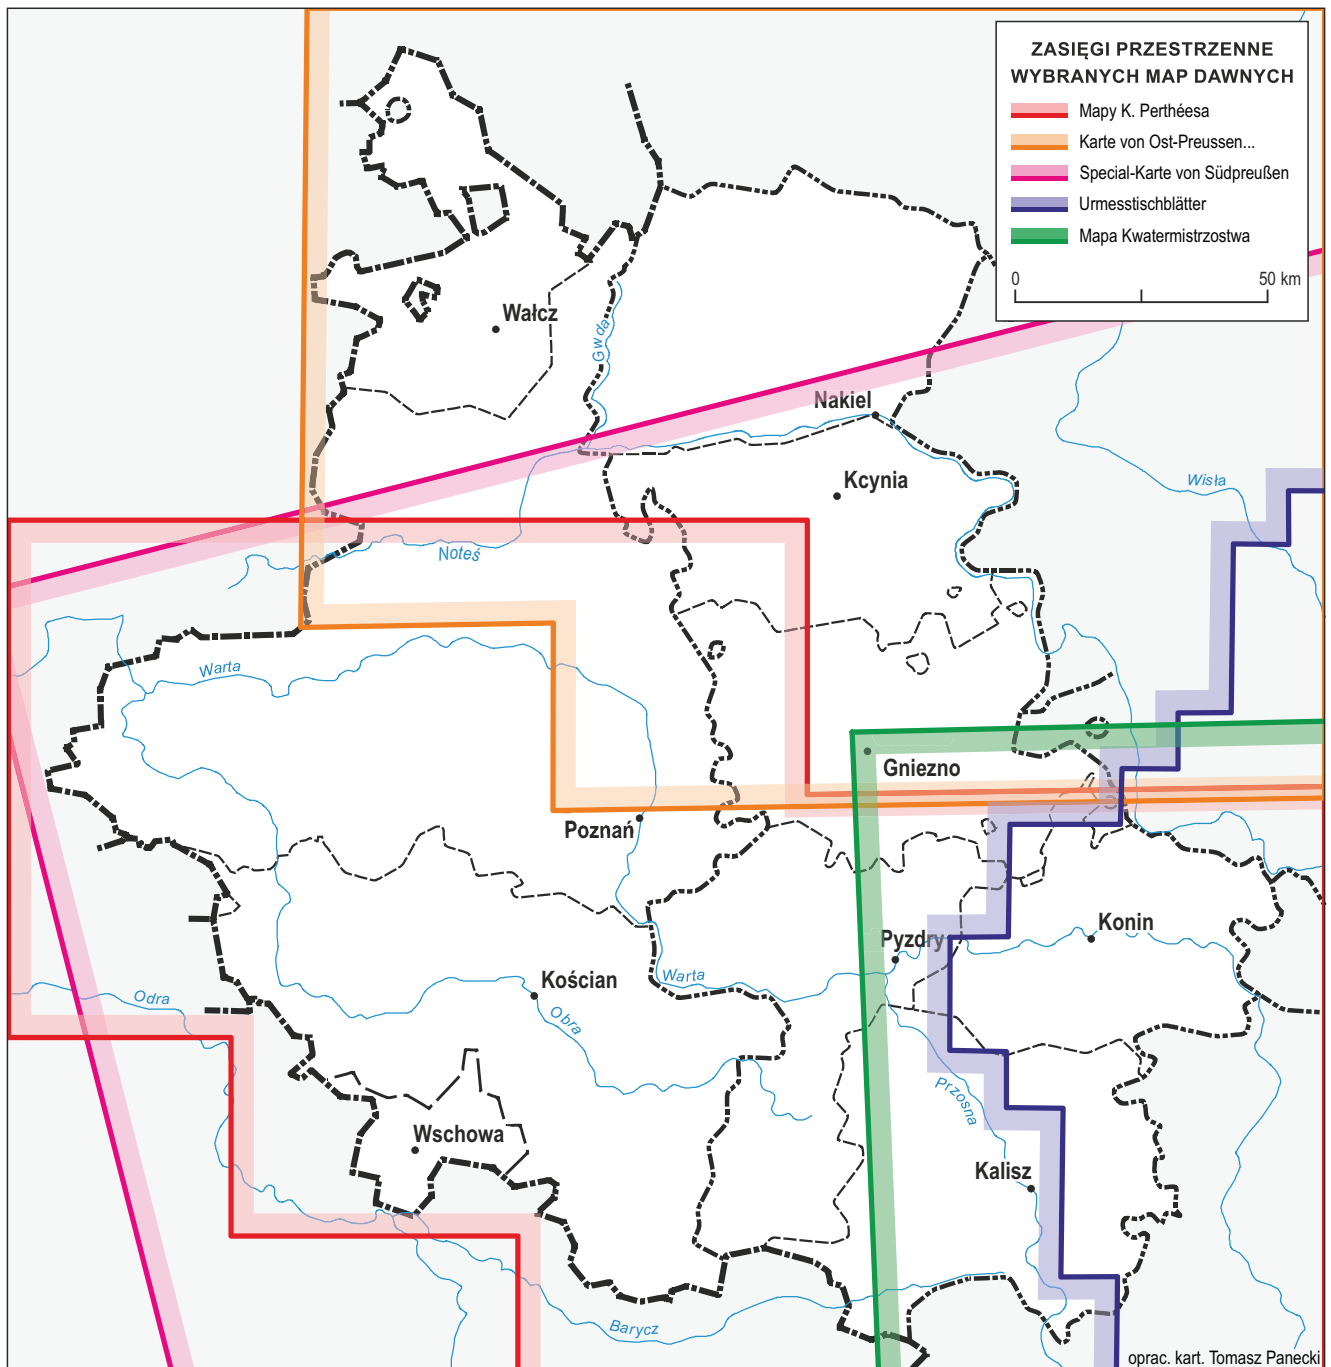 ZASIĘGI PRZESTRZENNE
WYBRANYCH MAP DAWNYCH
Mapy K. Perthéesa
Karte von Ost-Preussen...
Special-Karte von Südpreußen
Urmesstischblätter
Mapa Kwatermistrzostwa
0 50 km
Wałcz
Gwda
Nakiel
Kcynia
Wisła
Noteś
Warta
Gniezno
Poznań
Pyzdry
Konin
Warta
Kościan
Odra
Obra
Przosna
Wschowa
Kalisz
Barycz
oprac. kart. Tomasz Panecki